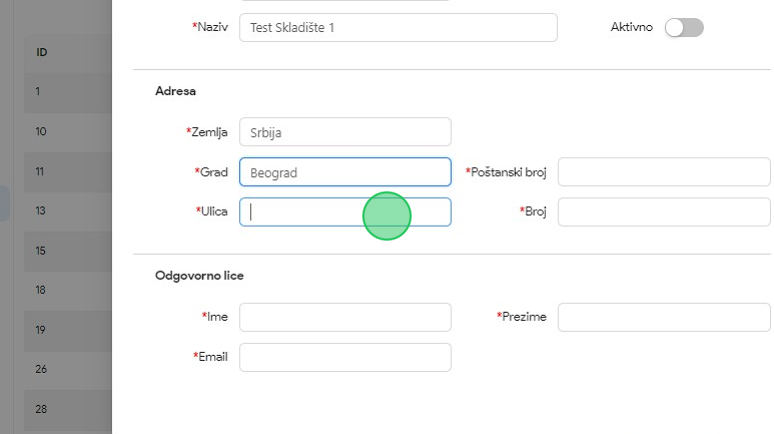 *Naziv Test Skladište 1 Aktivno
ID
1
Adresa
10
*Zemlja Srbija
11
*Grad Beograd *Poštanski broj
13
*Ulica *Broj
15
Odgovorno lice
18
19
*Ime *Prezime
*Email
26
28